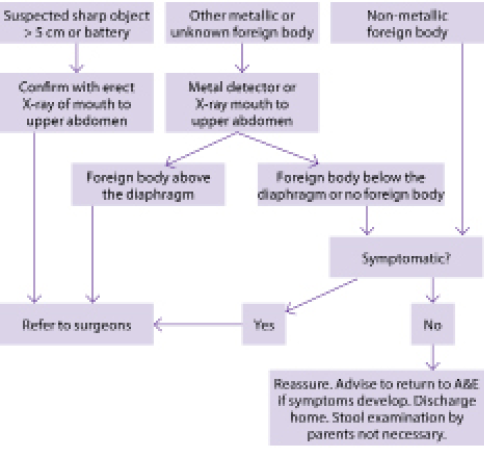 Suspected sharp object
> 5 cm or battery
Other metallic or
unknown foreign body
Non-metallic
foreign body
Confirm with erect
X-ray of mouth to
upper abdomen
Metal detector or
X-ray mouth to
upper abdomen
Foreign body above
the diaphragm
Foreign body below the
diaphragm or no foreign body
Symptomatic?
Refer to surgeons
Yes
No
Reassure. Advise to return to A&E
if symptoms develop. Discharge
home. Stool examination by
parents not necessary.